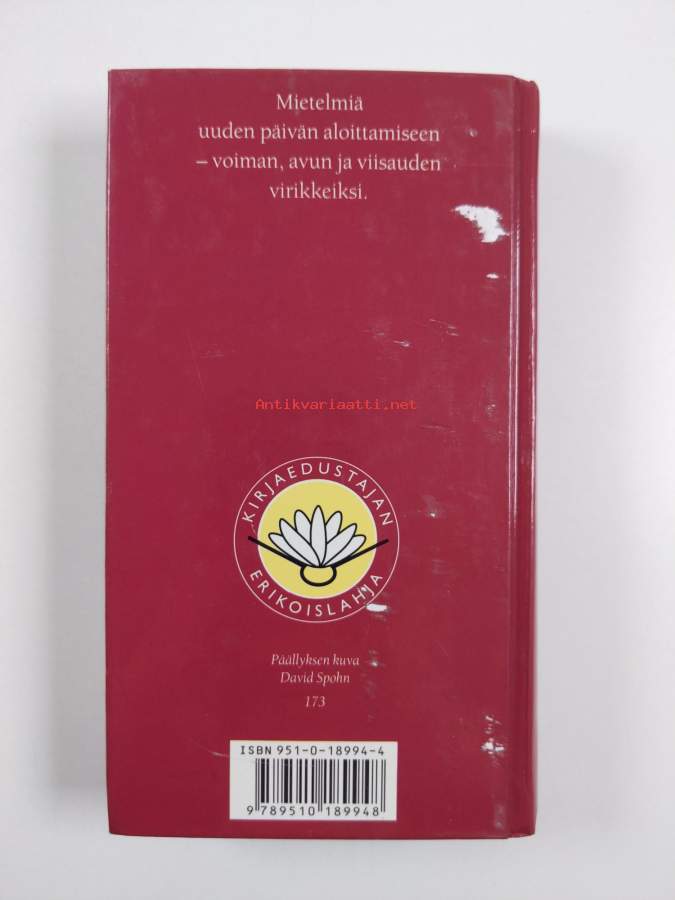 Mietelmiä
uuden päivän aloittamiseen
– voiman, avun ja viisauden
virikkeiksi.
Antikvariaatti.net
KIRJAEDUSTAJAN
ERIKOISLAHJA
Päällyksen kuva
David Spohn
173
ISBN 951-0-18994-4
9 789510 189948